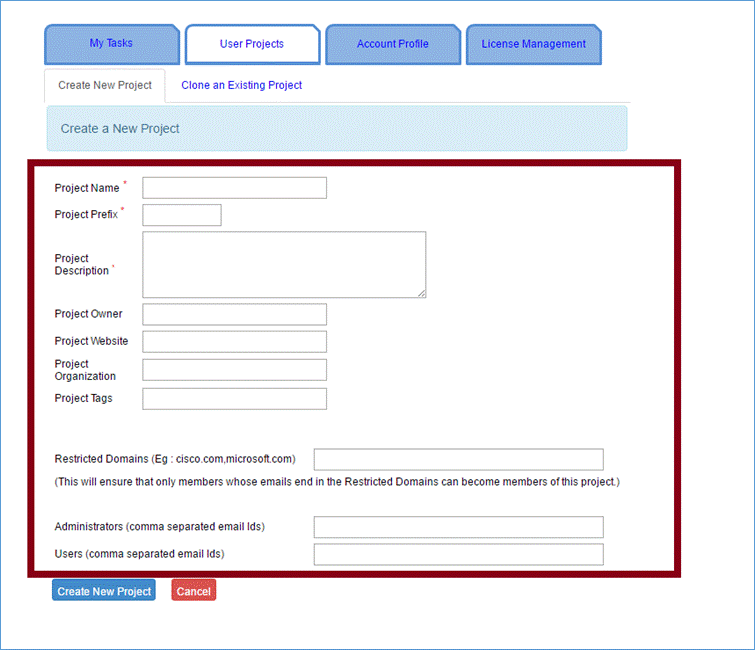 My Tasks
User Projects
Account Profile
License Management
Create New Project
Clone an Existing Project
Create a New Project
Project Name *
Project Prefix *
Project
Description *
Project Owner
Project Website
Project
Organization
Project Tags
Restricted Domains (Eg : cisco.com,microsoft.com)
(This will ensure that only members whose emails end in the Restricted Domains can become members of this project.)
Administrators (comma separated email Ids)
Users (comma separated email Ids)
Create New Project
Cancel